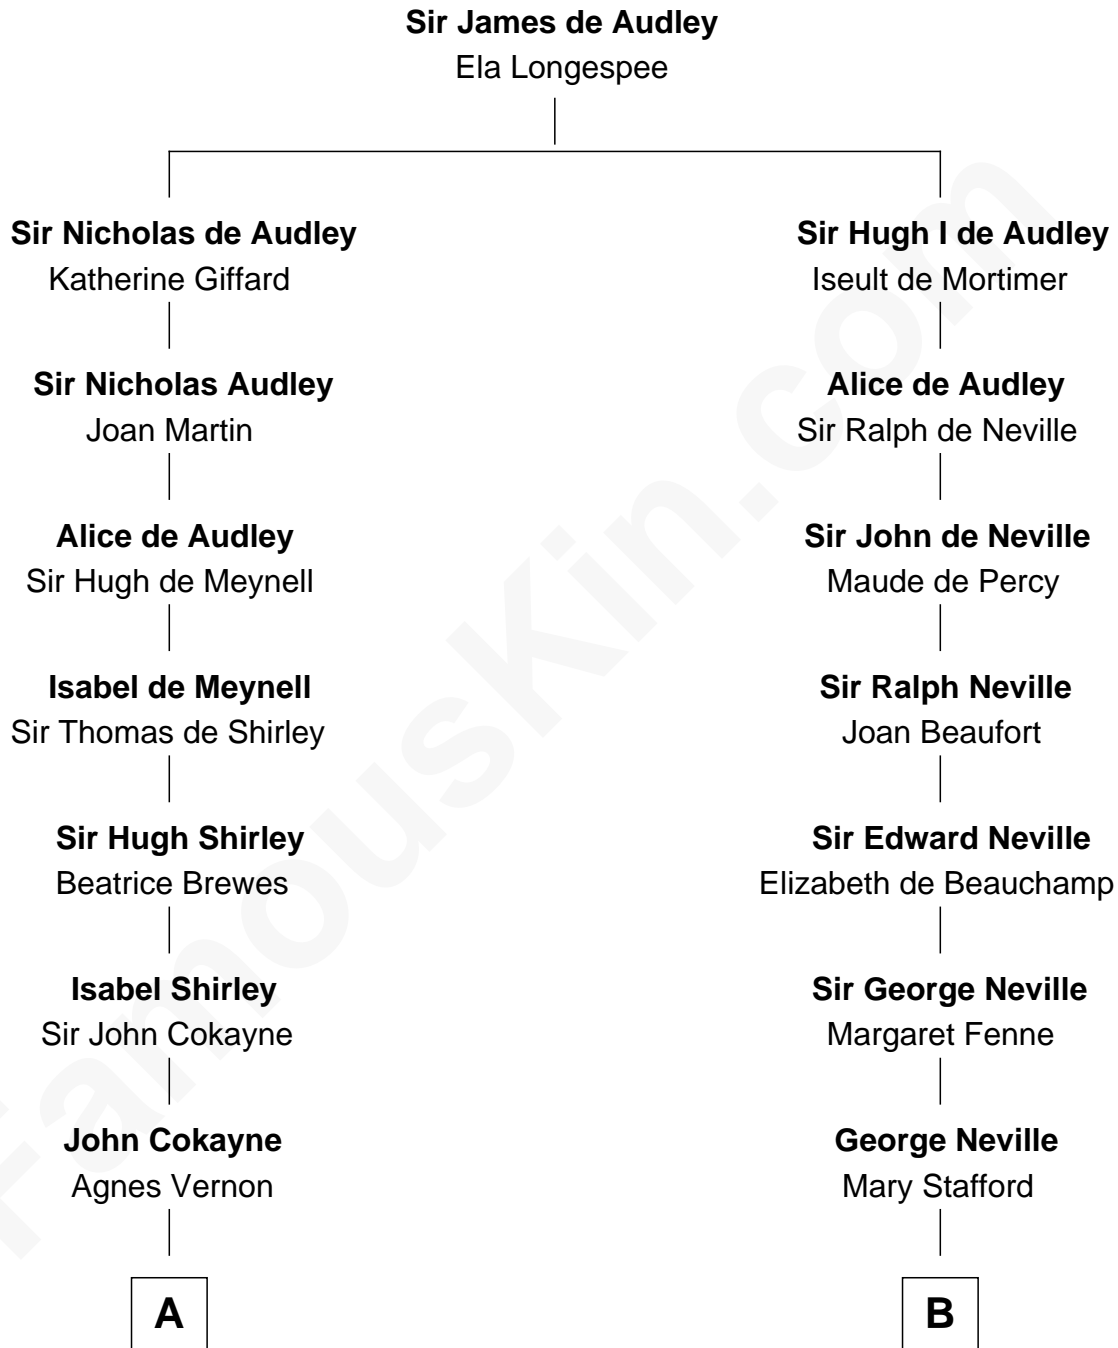 Sir James de Audley
Ela Longespee
Sir Nicholas de Audley
Katherine Giffard
Sir Nicholas Audley
Joan Martin
Alice de Audley
Sir Hugh de Meynell
Isabel de Meynell
Sir Thomas de Shirley
Sir Hugh Shirley
Beatrice Brewes
Isabel Shirley
Sir John Cokayne
John Cokayne
Agnes Vernon
A
Sir Hugh I de Audley
Iseult de Mortimer
Alice de Audley
Sir Ralph de Neville
Sir John de Neville
Maude de Percy
Sir Ralph Neville
Joan Beaufort
Sir Edward Neville
Elizabeth de Beauchamp
Sir George Neville
Margaret Fenne
George Neville
Mary Stafford
B
FamousKin.com